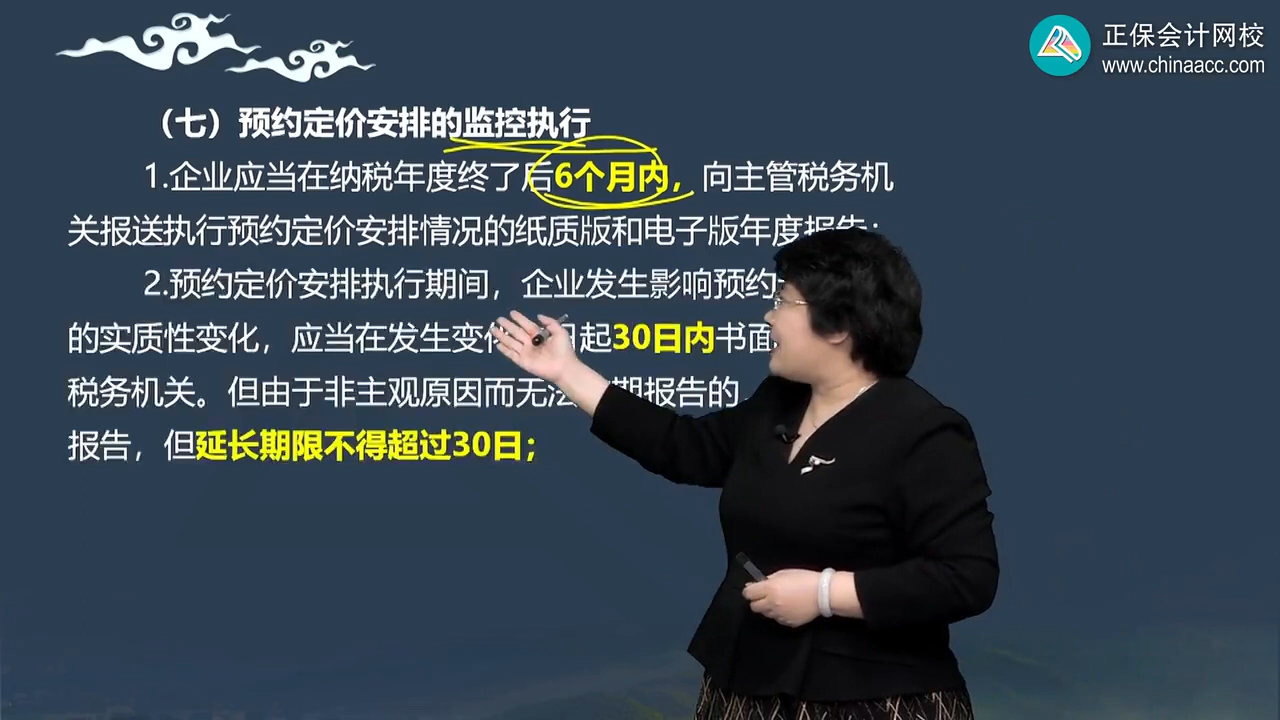 正保会计网校
www.chinaacc.com
（七）预约定价安排的监控执行
1.企业应当在纳税年度终了后6个月内，向主管税务机
关报送执行预约定价安排情况的纸质版和电子版年度报告；
2.预约定价安排执行期间，企业发生影响预约
的实质性变化，应当在发生变化 日起30日内书面
税务机关。但由于非主观原因而无法 期报告的
报告，但延长期限不得超过30日；